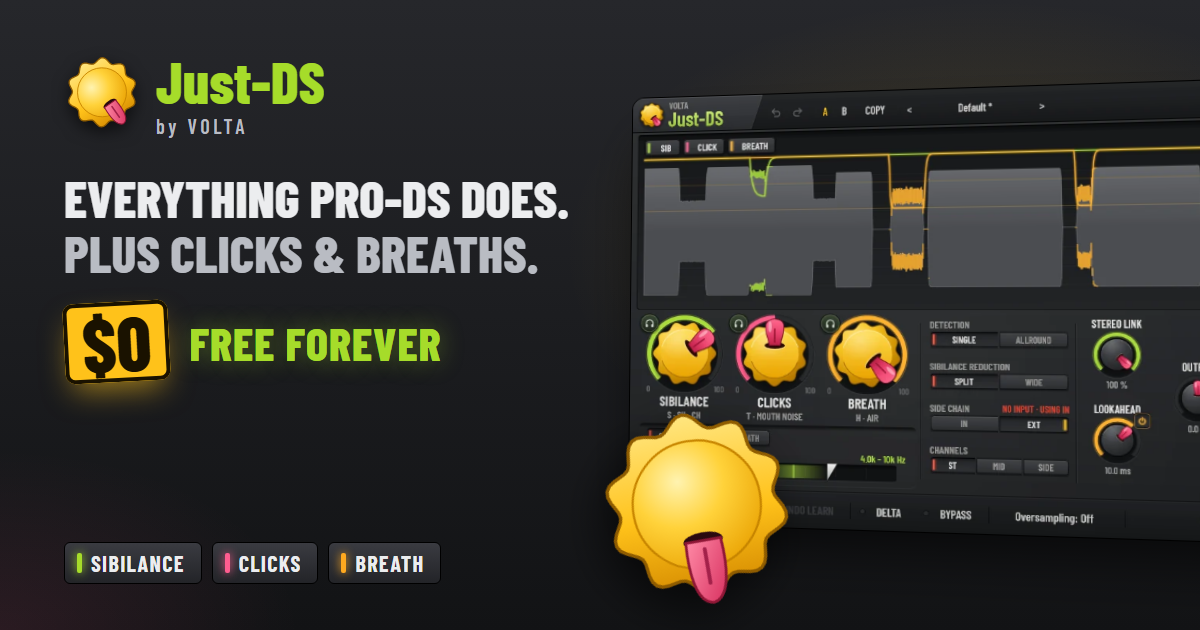 Just-DS
by VOLTA
EVERYTHING PRO-DS DOES.
PLUS CLICKS & BREATHS.
$0 FREE FOREVER
SIBILANCE CLICKS BREATH
VOLTA
Just-DS
A B COPY < Default * >
SIB CLICK BREATH
0 100 0 100 0 100
SIBILANCE CLICKS BREATH
T · MOUTH NOISE H · AIR
4.0k - 10k Hz
DETECTION
SINGLE ALLROUND
SIBILANCE REDUCTION
SPLIT WIDE
SIDE CHAIN NO INPUT · USING IN
IN EXT
CHANNELS
ST MID SIDE
STEREO LINK
100 %
LOOKAHEAD
10.0 ms
LEARN DELTA BYPASS Oversampling: Off